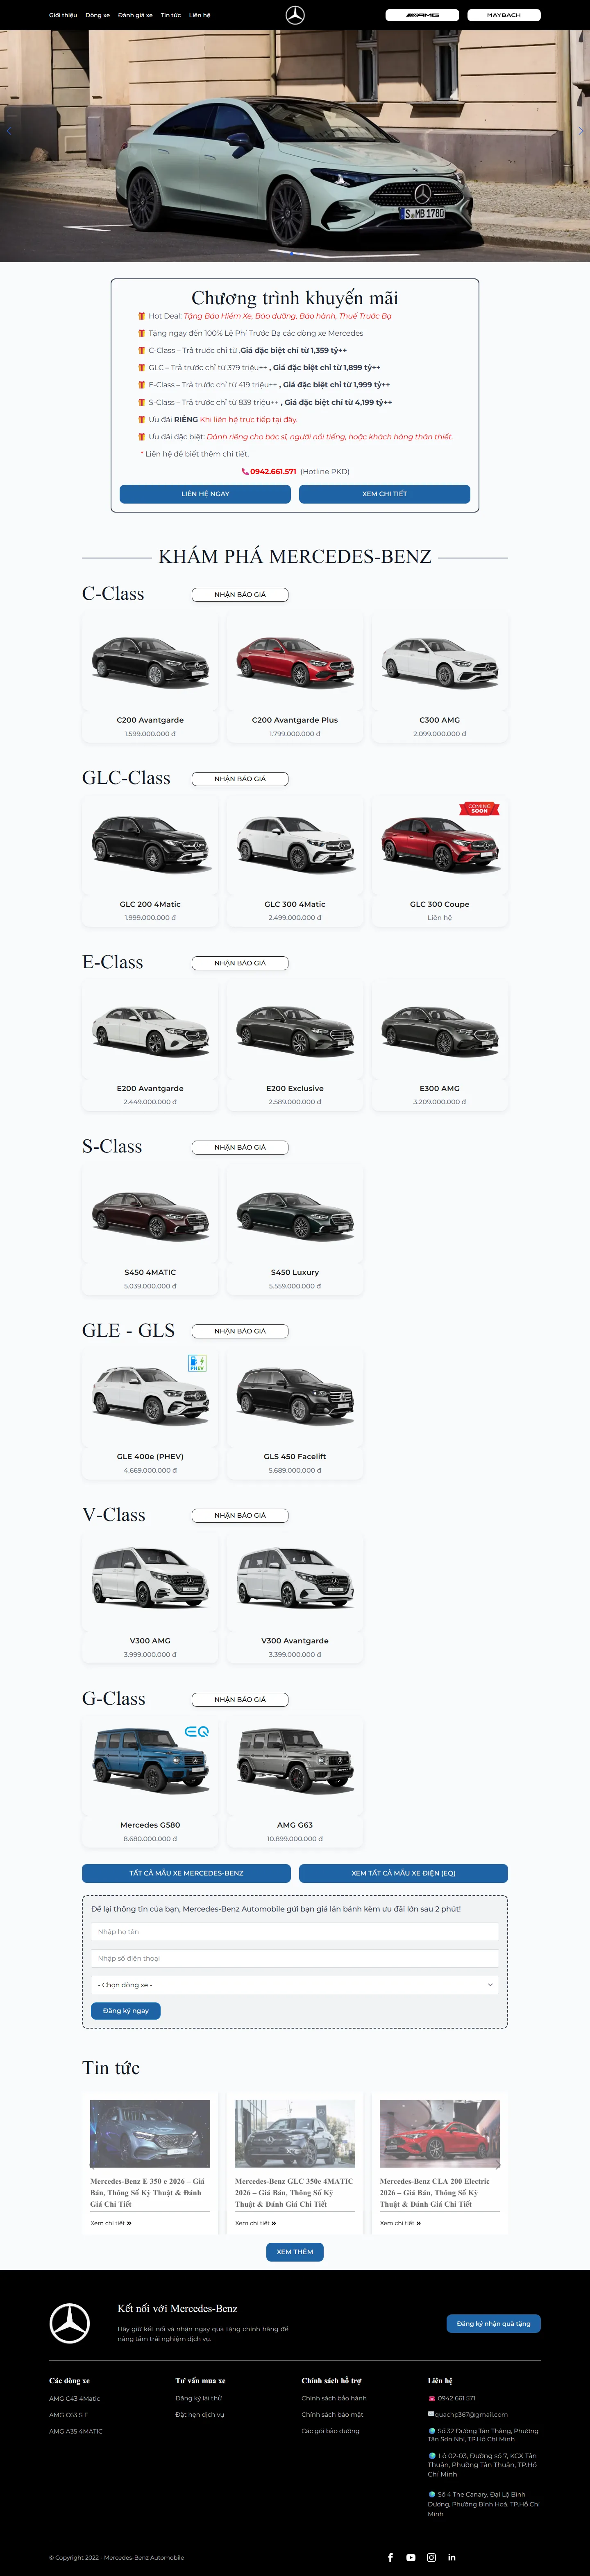 Giới thiệu Dòng xe Đánh giá xe Tin tức Liên hệ
AMG MAYBACH
S MB 1780
Chương trình khuyến mãi
Hot Deal: Tặng Bảo Hiểm Xe, Bảo dưỡng, Bảo hành, Thuế Trước Bạ
Tặng ngay đến 100% Lệ Phí Trước Bạ các dòng xe Mercedes
C-Class – Trả trước chỉ từ ,Giá đặc biệt chỉ từ 1,359 tỷ++
GLC – Trả trước chỉ từ 379 triệu++ , Giá đặc biệt chỉ từ 1,899 tỷ++
E-Class – Trả trước chỉ từ 419 triệu++ , Giá đặc biệt chỉ từ 1,999 tỷ++
S-Class – Trả trước chỉ từ 839 triệu++ , Giá đặc biệt chỉ từ 4,199 tỷ++
Ưu đãi RIÊNG Khi liên hệ trực tiếp tại đây.
Ưu đãi đặc biệt: Dành riêng cho bác sĩ, người nổi tiếng, hoặc khách hàng thân thiết.
* Liên hệ để biết thêm chi tiết.
0942.661.571 (Hotline PKD)
LIÊN HỆ NGAY XEM CHI TIẾT
KHÁM PHÁ MERCEDES-BENZ
C-Class NHẬN BÁO GIÁ
C200 Avantgarde C200 Avantgarde Plus C300 AMG
1.599.000.000 đ 1.799.000.000 đ 2.099.000.000 đ
GLC-Class NHẬN BÁO GIÁ
COMING
SOON
GLC 200 4Matic GLC 300 4Matic GLC 300 Coupe
1.999.000.000 đ 2.499.000.000 đ Liên hệ
E-Class NHẬN BÁO GIÁ
E200 Avantgarde E200 Exclusive E300 AMG
2.449.000.000 đ 2.589.000.000 đ 3.209.000.000 đ
S-Class NHẬN BÁO GIÁ
S450 4MATIC S450 Luxury
5.039.000.000 đ 5.559.000.000 đ
GLE - GLS NHẬN BÁO GIÁ
PHEV
GLE 400e (PHEV) GLS 450 Facelift
4.669.000.000 đ 5.689.000.000 đ
V-Class NHẬN BÁO GIÁ
V300 AMG V300 Avantgarde
3.999.000.000 đ 3.399.000.000 đ
G-Class NHẬN BÁO GIÁ
EQ
Mercedes G580 AMG G63
8.680.000.000 đ 10.899.000.000 đ
TẤT CẢ MẪU XE MERCEDES-BENZ XEM TẤT CẢ MẪU XE ĐIỆN (EQ)
Để lại thông tin của bạn, Mercedes-Benz Automobile gửi bạn giá lăn bánh kèm ưu đãi lớn sau 2 phút!
Nhập họ tên
Nhập số điện thoại
- Chọn dòng xe -
Đăng ký ngay
Tin tức
Mercedes-Benz E 350 e 2026 – Giá
Bán, Thông Số Kỹ Thuật & Đánh
Giá Chi Tiết
Xem chi tiết »
Mercedes-Benz GLC 350e 4MATIC
2026 – Giá Bán, Thông Số Kỹ
Thuật & Đánh Giá Chi Tiết
Xem chi tiết »
Mercedes-Benz CLA 200 Electric
2026 – Giá Bán, Thông Số Kỹ
Thuật & Đánh Giá Chi Tiết
Xem chi tiết »
XEM THÊM
Kết nối với Mercedes-Benz
Hãy giữ kết nối và nhận ngay quà tặng chính hãng để
nâng tầm trải nghiệm dịch vụ.
Đăng ký nhận quà tặng
Các dòng xe
AMG C43 4Matic
AMG C63 S E
AMG A35 4MATIC
Tư vấn mua xe
Đăng ký lái thử
Đặt hẹn dịch vụ
Chính sách hỗ trợ
Chính sách bảo hành
Chính sách bảo mật
Các gói bảo dưỡng
Liên hệ
0942 661 571
quachp367@gmail.com
Số 32 Đường Tân Thắng, Phường
Tân Sơn Nhì, TP.Hồ Chí Minh
Lô 02-03, Đường số 7, KCX Tân
Thuận, Phường Tân Thuận, TP.Hồ
Chí Minh
Số 4 The Canary, Đại Lộ Bình
Dương, Phường Bình Hoà, TP.Hồ Chí
Minh
© Copyright 2022 - Mercedes-Benz Automobile